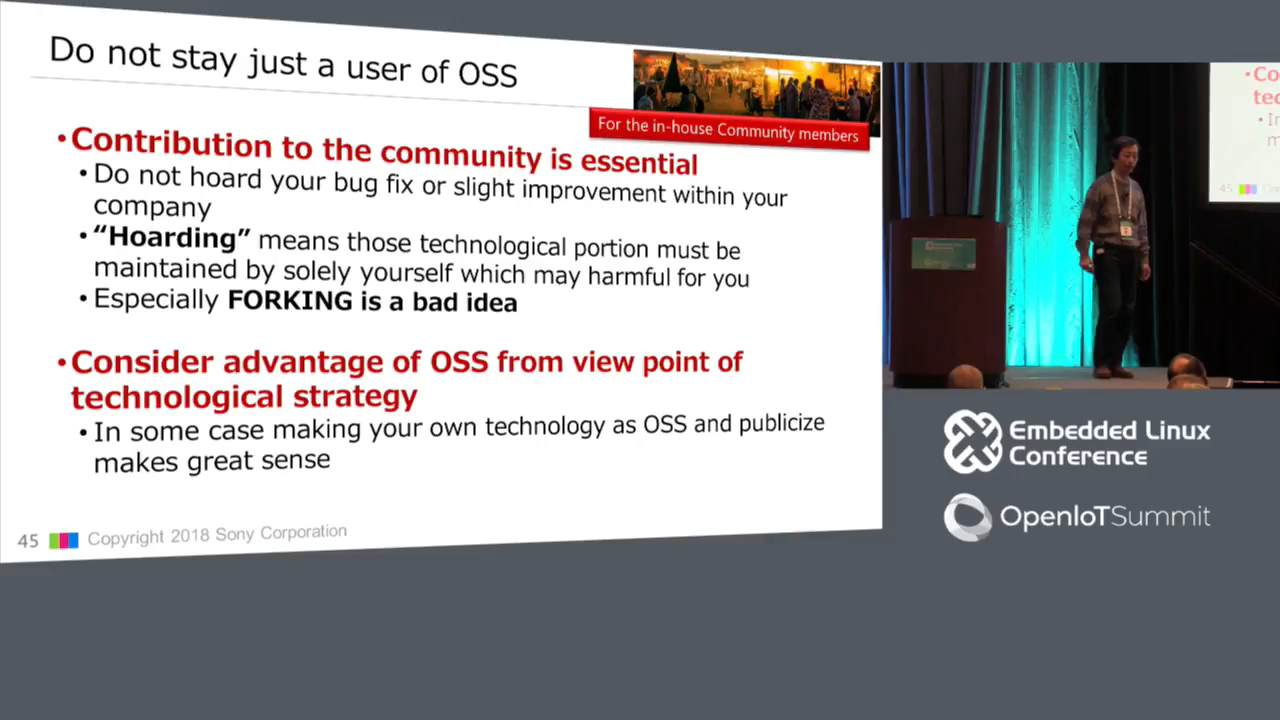 Do not stay just a user of OSS
For the in-house Community members
•Contribution to the community is essential
•Do not hoard your bug fix or slight improvement within your
company
•“Hoarding” means those technological portion must be
maintained by solely yourself which may harmful for you
•Especially FORKING is a bad idea
•Consider advantage of OSS from view point of
technological strategy
•In some case making your own technology as OSS and publicize
makes great sense
45 Copyright 2018 Sony Corporation
•Co
tec
• I
m
45
Embedded Linux
Conference
OpenIoTSummit